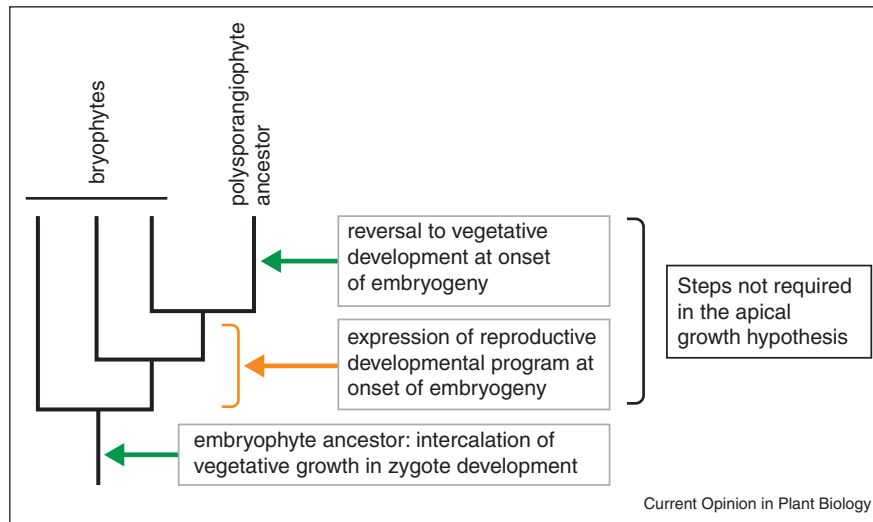 bryophytes
polysporangiophyte
ancestor
reversal to vegetative
development at onset
of embryogeny
Steps not required
in the apical
growth hypothesis
expression of reproductive
developmental program at
onset of embryogeny
embryophyte ancestor: intercalation of
vegetative growth in zygote development
Current Opinion in Plant Biology